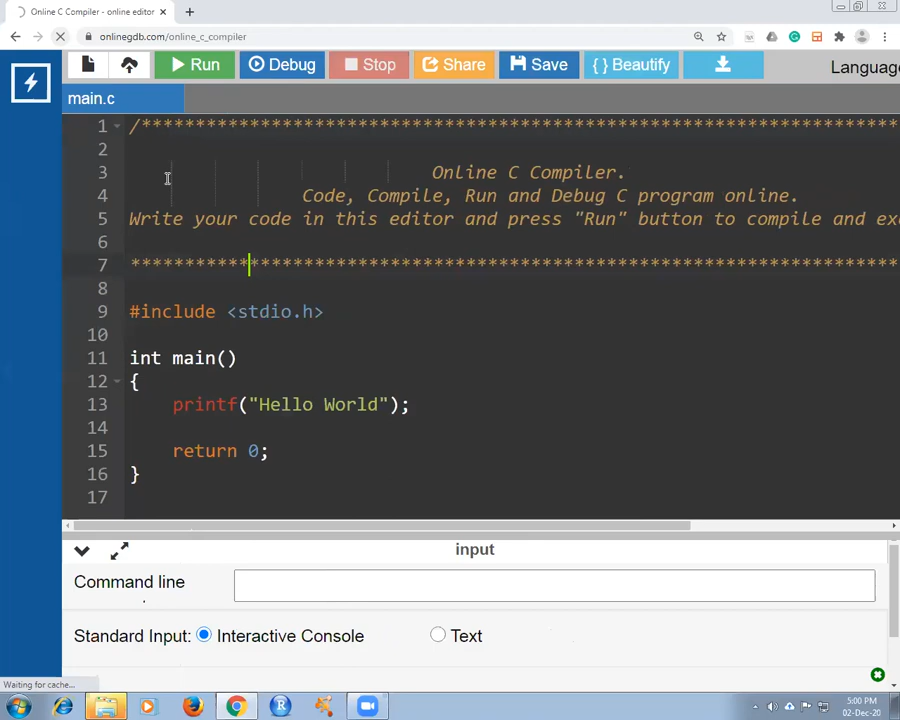 Online C Compiler - online editor
onlinegdb.com/online_c_compiler
Run Debug Stop Share Save { } Beautify Language
main.c
1 /***********************************************************************
2
3 Online C Compiler.
4 Code, Compile, Run and Debug C program online.
5 Write your code in this editor and press "Run" button to compile and exe
6
7 ************************************************************************
8
9 #include <stdio.h>
10
11 int main()
12 {
13 printf("Hello World");
14
15 return 0;
16 }
17
input
Command line
Standard Input: Interactive Console Text
Waiting for cache...
5:00 PM
02-Dec-20